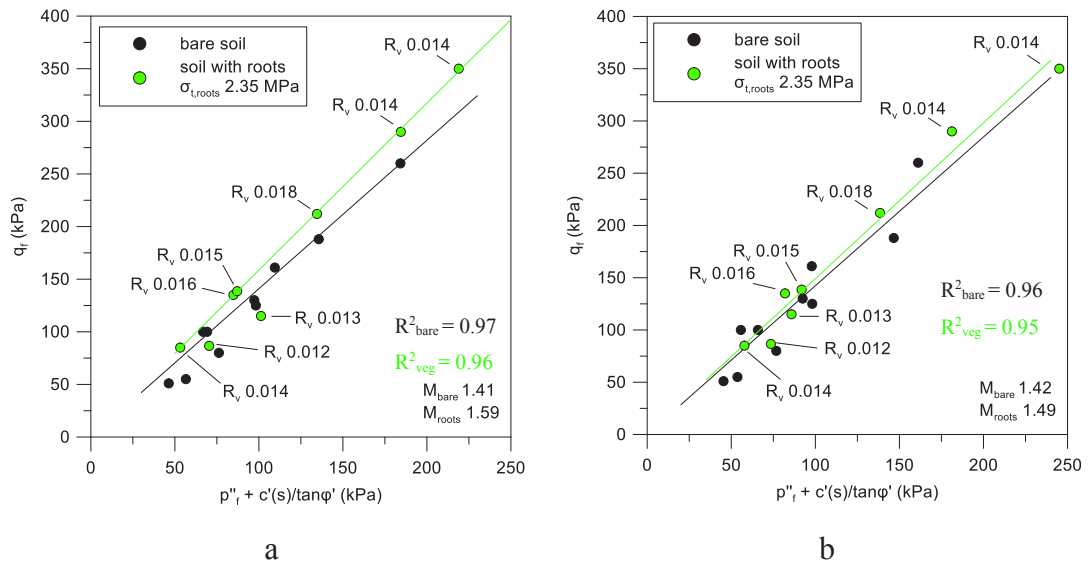 400
350
300
250
200
150
100
50
0
q_f (kPa)
bare soil
soil with roots
σ_t,roots 2.35 MPa
R_v 0.014
R_v 0.014
R_v 0.018
R_v 0.015
R_v 0.016
R_v 0.013
R_v 0.012
R_v 0.014
R²_bare = 0.97
R²_veg = 0.96
M_bare 1.41
M_roots 1.59
0 50 100 150 200 250
p''_f + c'(s)/tanφ' (kPa)
a
400
350
300
250
200
150
100
50
0
q_f (kPa)
bare soil
soil with roots
σ_t,roots 2.35 MPa
R_v 0.014
R_v 0.014
R_v 0.018
R_v 0.015
R_v 0.016
R_v 0.013
R_v 0.012
R_v 0.014
R²_bare = 0.96
R²_veg = 0.95
M_bare 1.42
M_roots 1.49
0 50 100 150 200 250
p''_f + c'(s)/tanφ' (kPa)
b